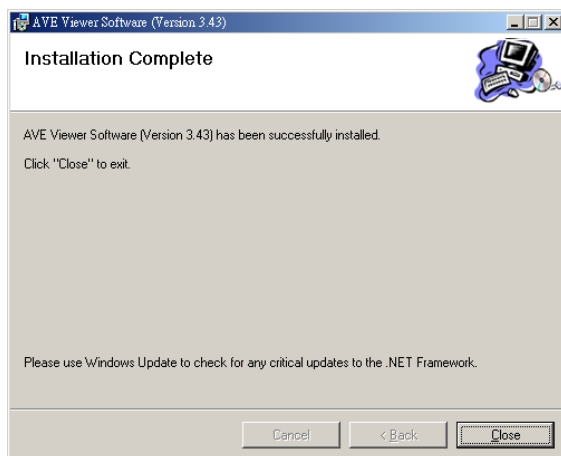 AVE Viewer Software (Version 3.43)
Installation Complete
AVE Viewer Software (Version 3.43) has been successfully installed.
Click "Close" to exit.
Please use Windows Update to check for any critical updates to the .NET Framework.
Cancel
< Back
Close